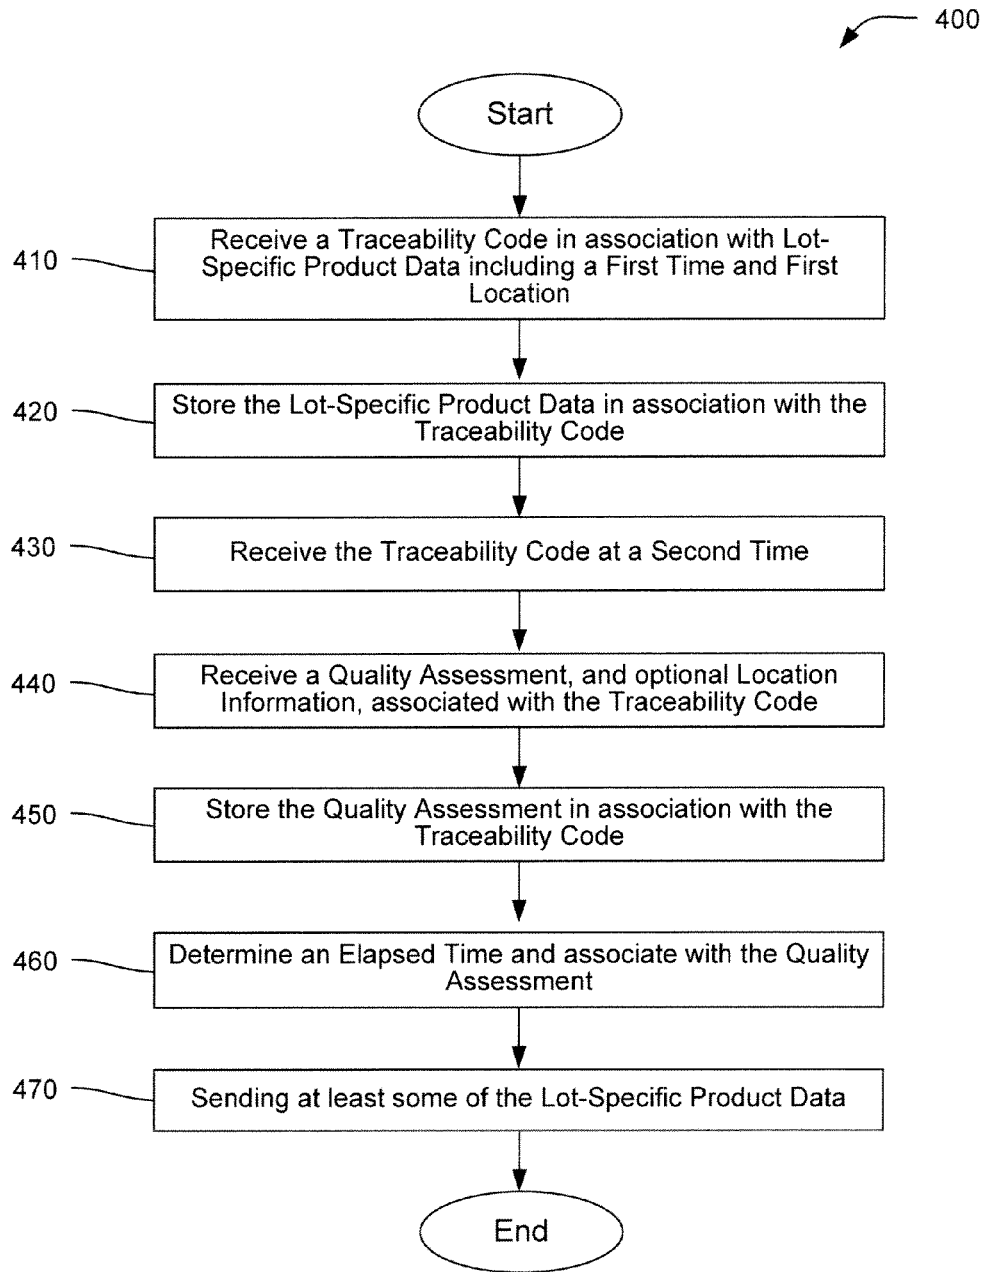 400
Start
410
Receive a Traceability Code in association with Lot-
Specific Product Data including a First Time and First
Location
420
Store the Lot-Specific Product Data in association with the
Traceability Code
430
Receive the Traceability Code at a Second Time
440
Receive a Quality Assessment, and optional Location
Information, associated with the Traceability Code
450
Store the Quality Assessment in association with the
Traceability Code
460
Determine an Elapsed Time and associate with the Quality
Assessment
470
Sending at least some of the Lot-Specific Product Data
End